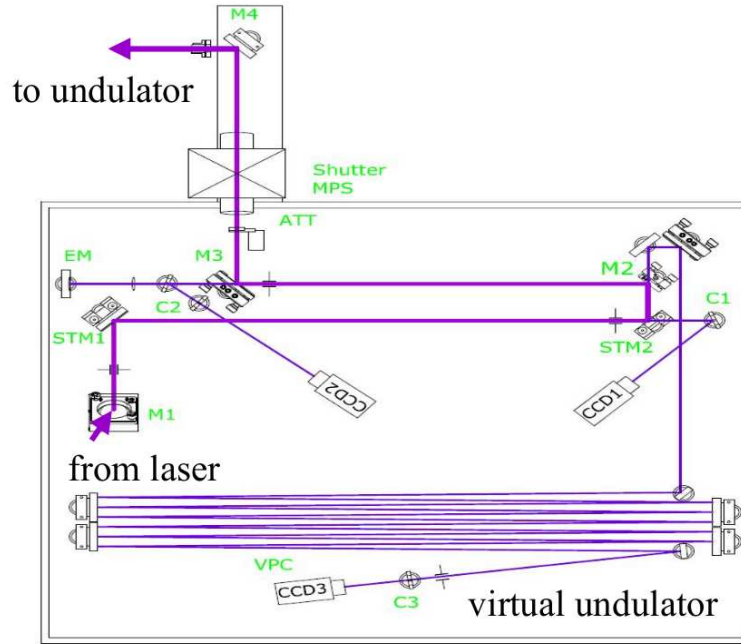 M4
to undulator
Shutter
MPS
ATT
EM
M3
M2
C2
C1
STM1
STM2
CCD2
CCD1
M1
from laser
VPC
CCD3
C3
virtual undulator